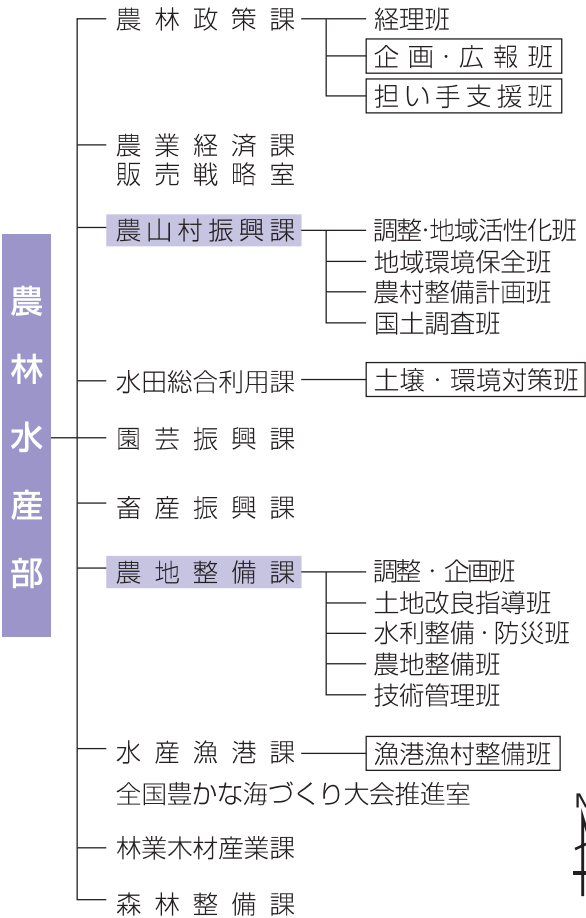 農林水産部
農林政策課
経理班
企画・広報班
担い手支援班
農業経済課
販売戦略室
農山村振興課
調整・地域活性化班
地域環境保全班
農村整備計画班
国土調査班
水田総合利用課
土壌・環境対策班
園芸振興課
畜産振興課
農地整備課
調整・企画班
土地改良指導班
水利整備・防災班
農地整備班
技術管理班
水産漁港課
漁港漁村整備班
全国豊かな海づくり大会推進室
林業木材産業課
森林整備課